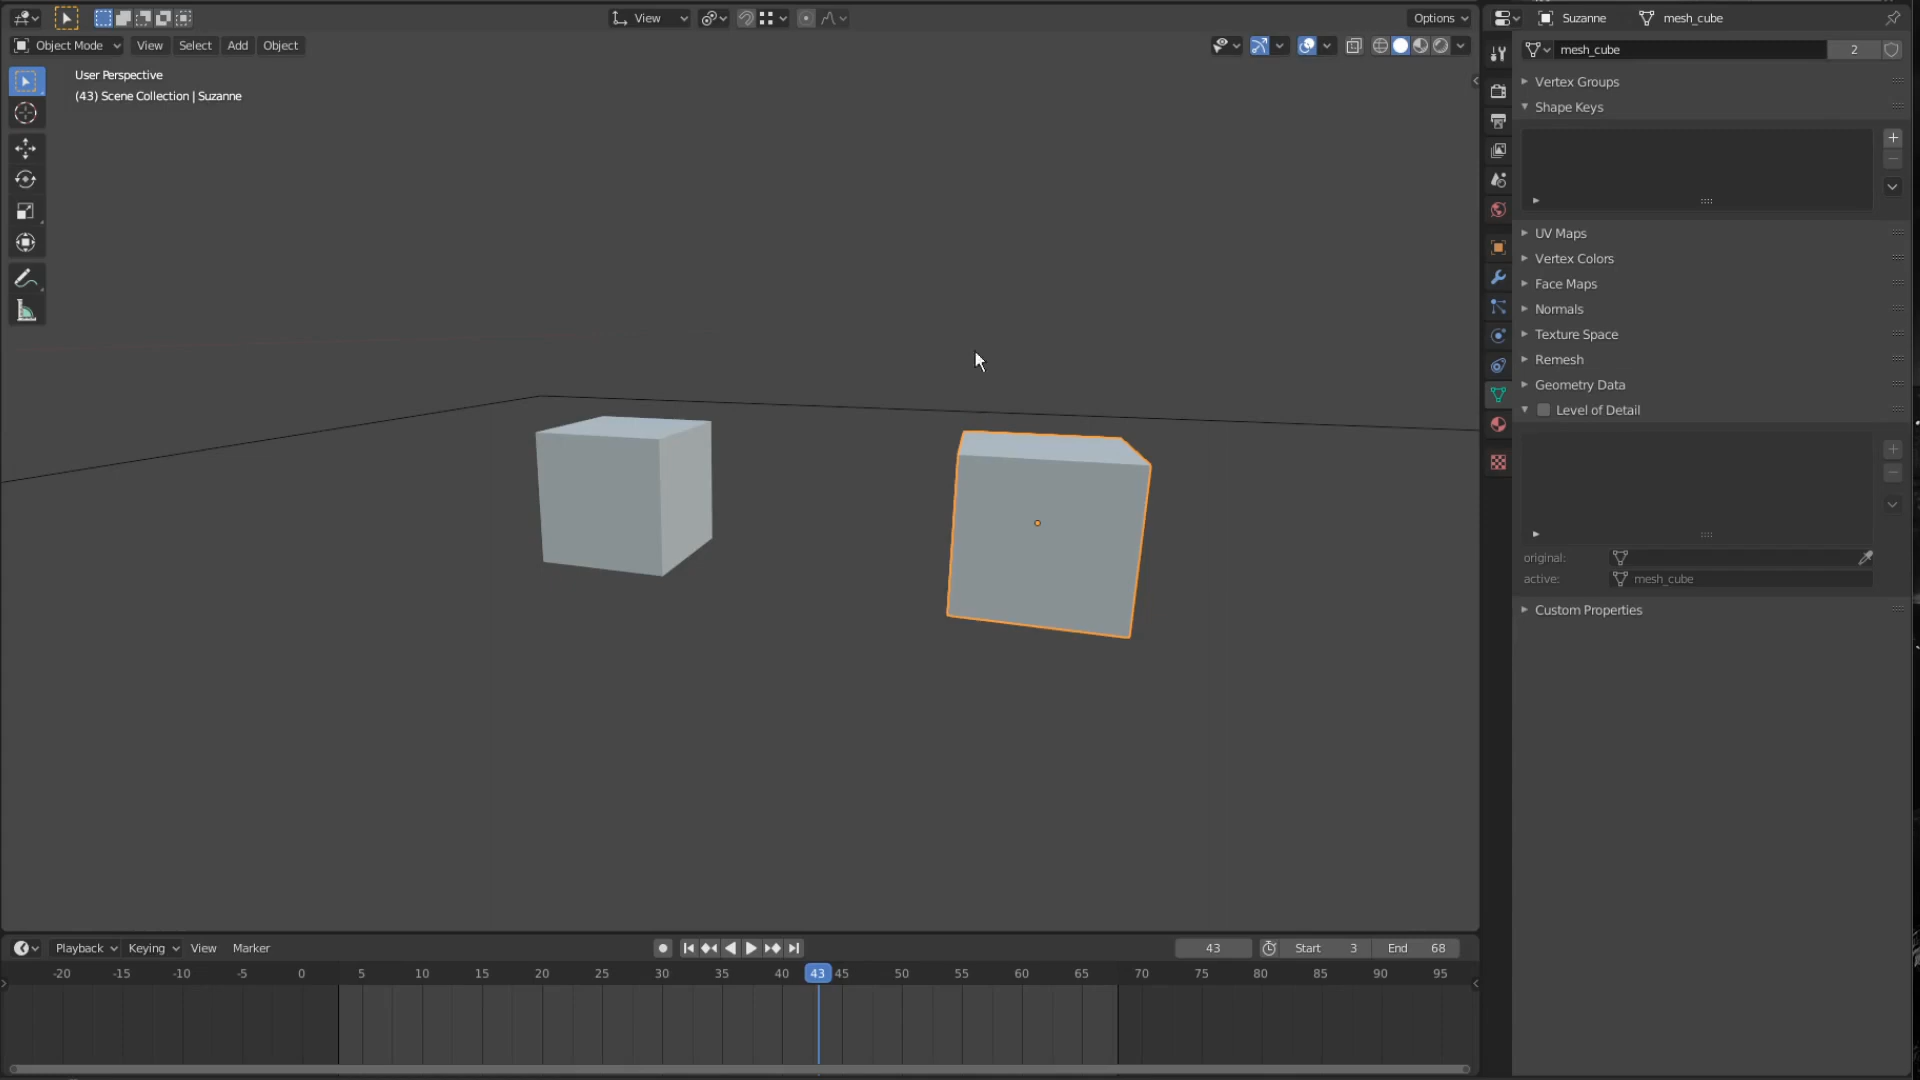 View
Options
Suzanne
mesh_cube
Object Mode
View
Select
Add
Object
mesh_cube
2
User Perspective
(43) Scene Collection | Suzanne
Vertex Groups
Shape Keys
UV Maps
Vertex Colors
Face Maps
Normals
Texture Space
Remesh
Geometry Data
Level of Detail
original:
active:
mesh_cube
Custom Properties
Playback
Keying
View
Marker
43
Start
3
End
68
-20
-15
-10
-5
0
5
10
15
20
25
30
35
40
43
45
50
55
60
65
70
75
80
85
90
95